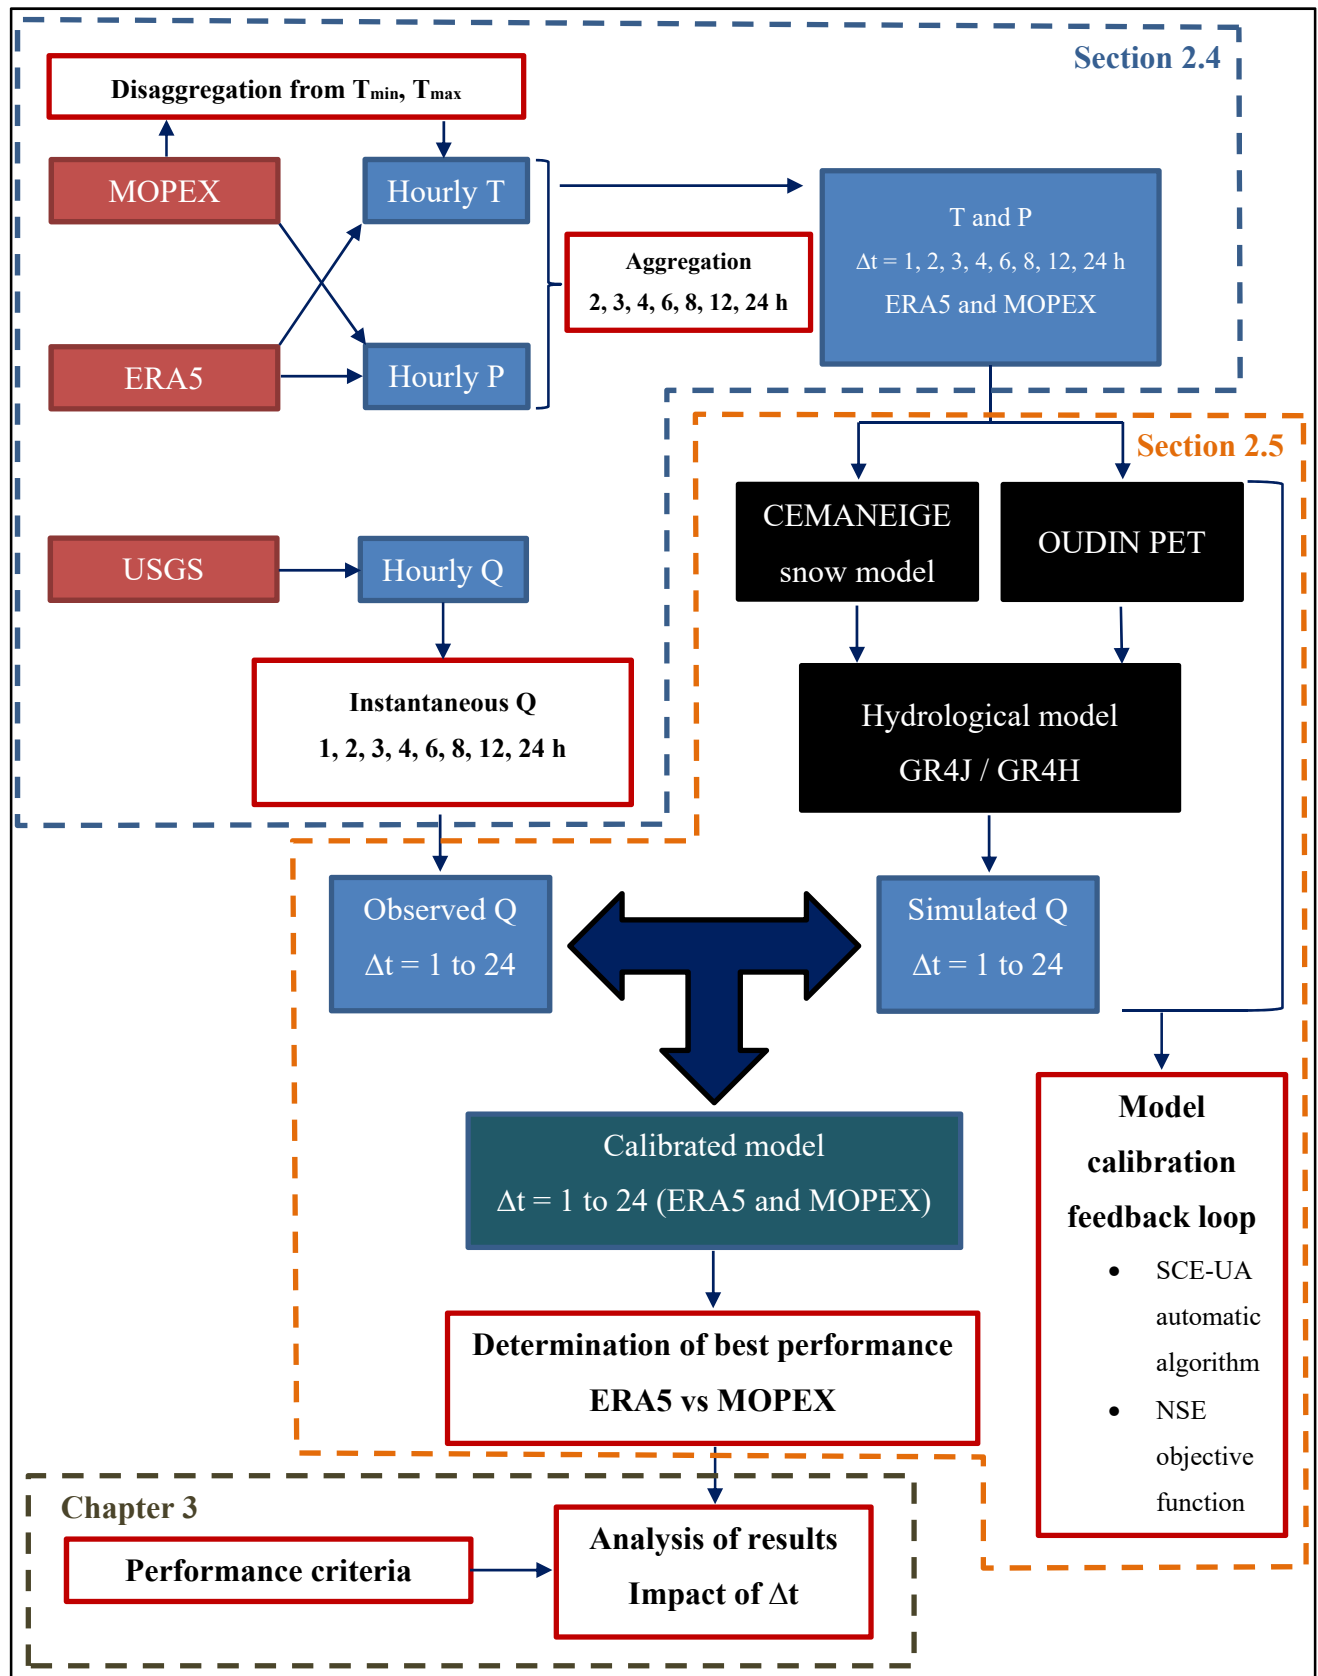 Section 2.4
Disaggregation from Tmin, Tmax
MOPEX
Hourly T
T and P
Δt = 1, 2, 3, 4, 6, 8, 12, 24 h
ERA5 and MOPEX
Aggregation
2, 3, 4, 6, 8, 12, 24 h
ERA5
Hourly P
Section 2.5
CEMANEIGE
snow model
OUDIN PET
USGS
Hourly Q
Instantaneous Q
1, 2, 3, 4, 6, 8, 12, 24 h
Hydrological model
GR4J / GR4H
Observed Q
Δt = 1 to 24
Simulated Q
Δt = 1 to 24
Calibrated model
Δt = 1 to 24 (ERA5 and MOPEX)
Model
calibration
feedback loop
• SCE-UA
automatic
algorithm
• NSE
objective
function
Determination of best performance
ERA5 vs MOPEX
Chapter 3
Performance criteria
Analysis of results
Impact of Δt